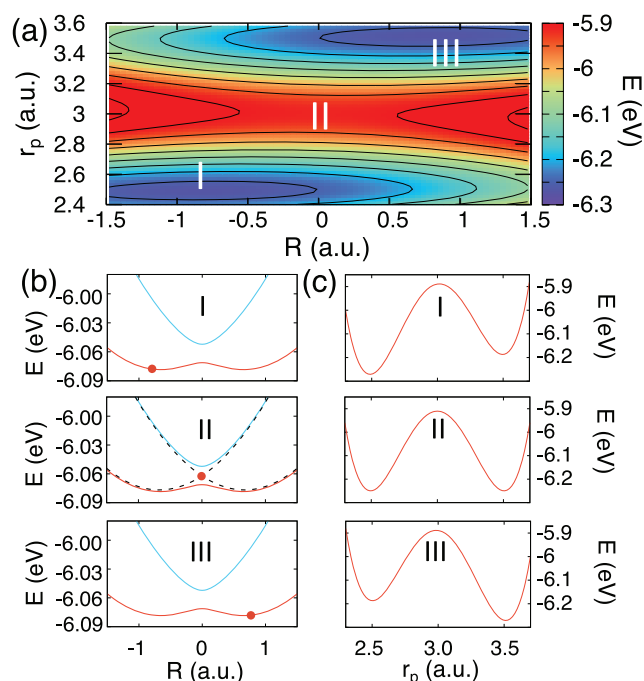 (a)
3.6
3.4
3.2
3
2.8
2.6
2.4
r_p (a.u.)
I
II
III
-1.5 -1 -0.5 0 0.5 1 1.5
R (a.u.)
-5.9
-6
-6.1
-6.2
-6.3
E (eV)
(b)
-6.00
-6.03
-6.06
-6.09
E (eV)
I
(c)
I
-5.9
-6
-6.1
-6.2
E (eV)
-6.00
-6.03
-6.06
-6.09
E (eV)
II
II
-5.9
-6
-6.1
-6.2
E (eV)
-6.00
-6.03
-6.06
-6.09
E (eV)
III
III
-5.9
-6
-6.1
-6.2
E (eV)
-1 0 1
R (a.u.)
2.5 3.0 3.5
r_p (a.u.)